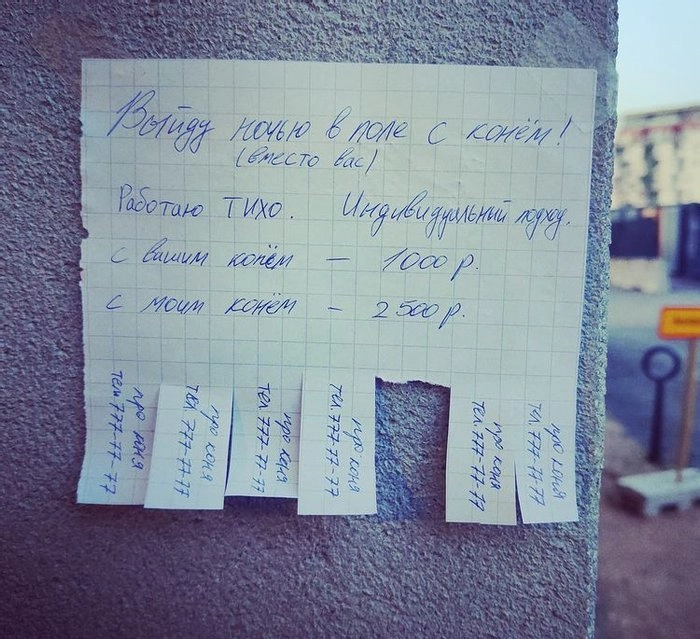 Выйду ночью в поле с конём!
(вместо вас)
Работаю ТИХО. Индивидуальный подход.
с вашим конём — 1000 р.
с моим конём — 2500 р.
про коня
тел 777-77-77
про коня
тел. 777-77-77
про коня
тел. 777-77-77
про коня
тел. 777-77-77
про коня
тел. 777-77-77
про коня
тел. 777-77-77